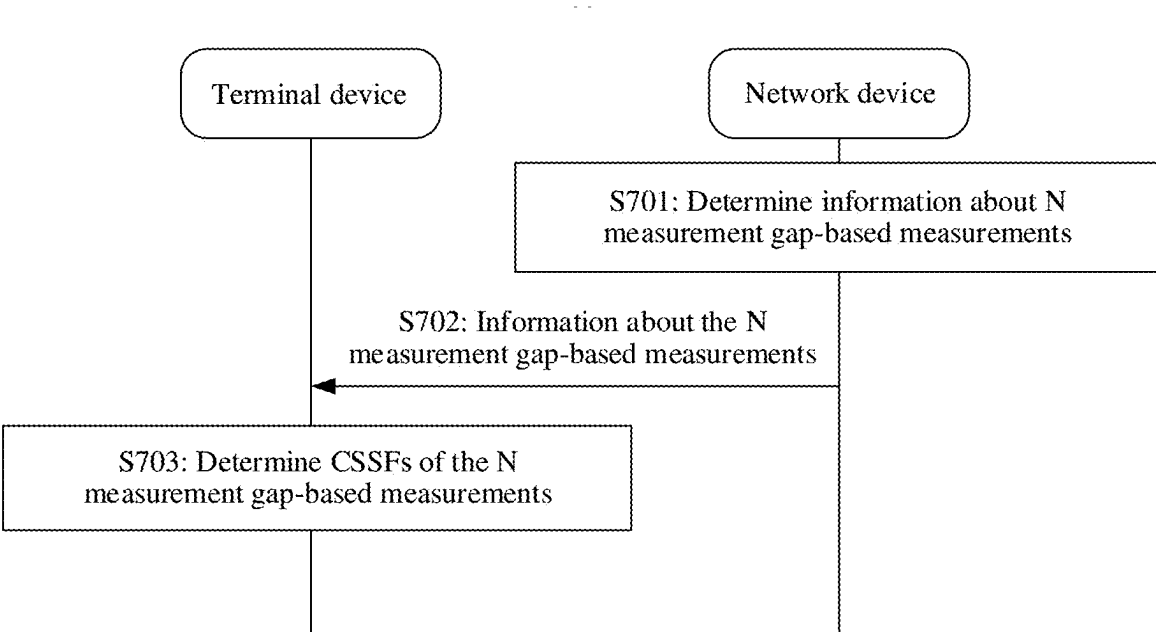 Terminal device
Network device
S701: Determine information about N
measurement gap-based measurements
S702: Information about the N
measurement gap-based measurements
S703: Determine CSSFs of the N
measurement gap-based measurements